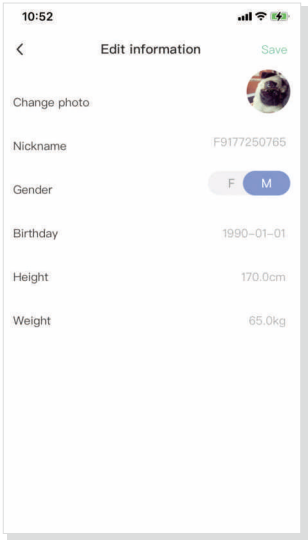 10:52
Edit information
Save
Change photo
Nickname
F9177250765
Gender
F
M
Birthday
1990-01-01
Height
170.0cm
Weight
65.0kg